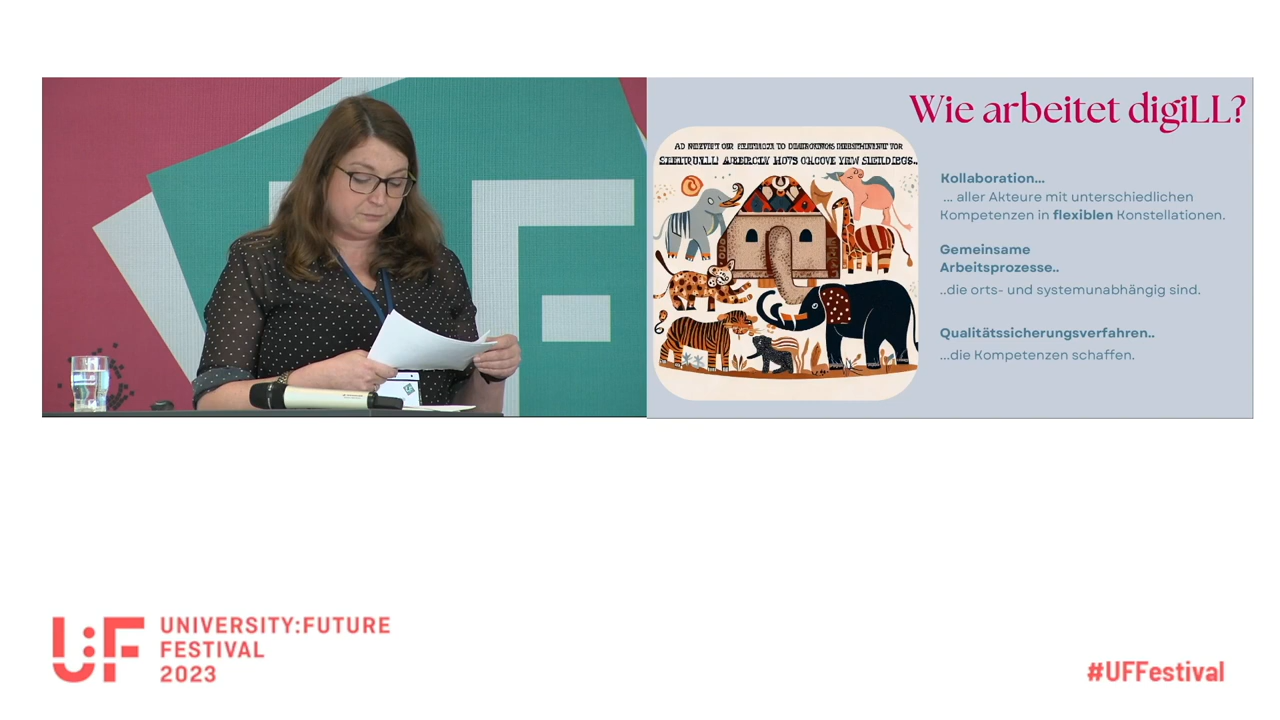 Wie arbeitet digiLL?
Kollaboration...
... aller Akteure mit unterschiedlichen
Kompetenzen in flexiblen Konstellationen.
Gemeinsame
Arbeitsprozesse..
..die orts- und systemunabhängig sind.
Qualitätssicherungsverfahren..
...die Kompetenzen schaffen.
UNIVERSITY:FUTURE
FESTIVAL
2023
U:F
#UFFestival